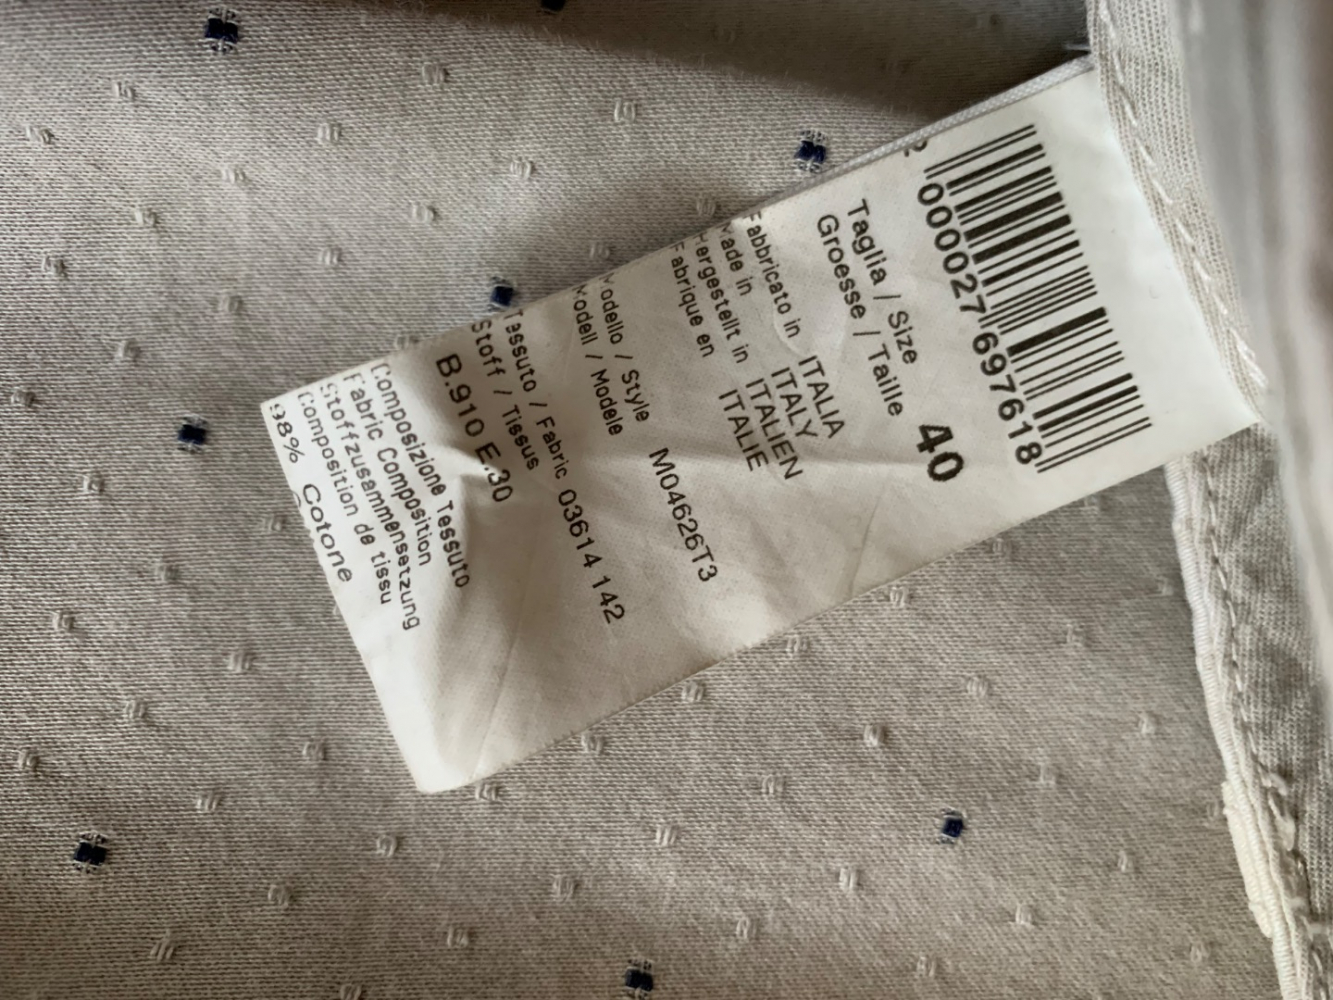 2 000027 697618
Taglia / Size
Groesse / Taille 40
Fabbricato in ITALIA
Made in ITALY
Hergestellt in ITALIEN
Fabrique en ITALIE
Modello / Style
Modell / Modele M04626T3
Tessuto / Fabric 03614 142
Stoff / Tissus
B.910 E.30
Composizione Tessuto
Fabric Composition
Stoffzusammensetzung
Composition de tissu
98% Cotone